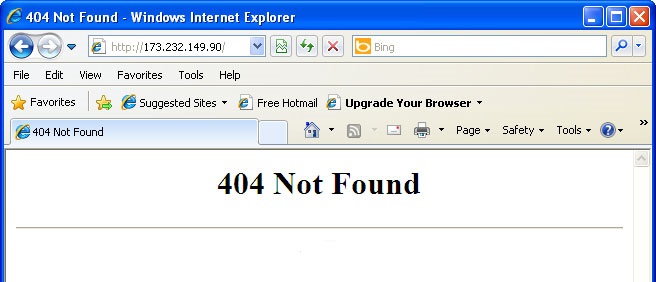 404 Not Found - Windows Internet Explorer
http://173.232.149.90/
Bing
File Edit View Favorites Tools Help
Favorites Suggested Sites Free Hotmail Upgrade Your Browser
404 Not Found Page Safety Tools »
404 Not Found